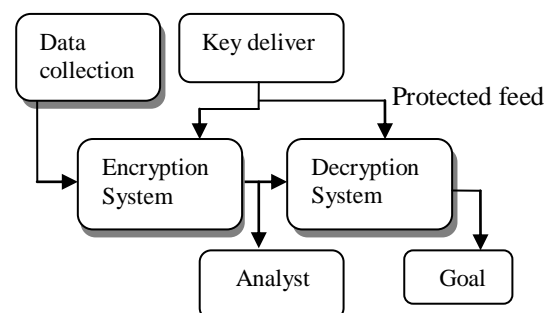 Data
collection
Key deliver
Protected feed
Encryption
System
Decryption
System
Analyst
Goal